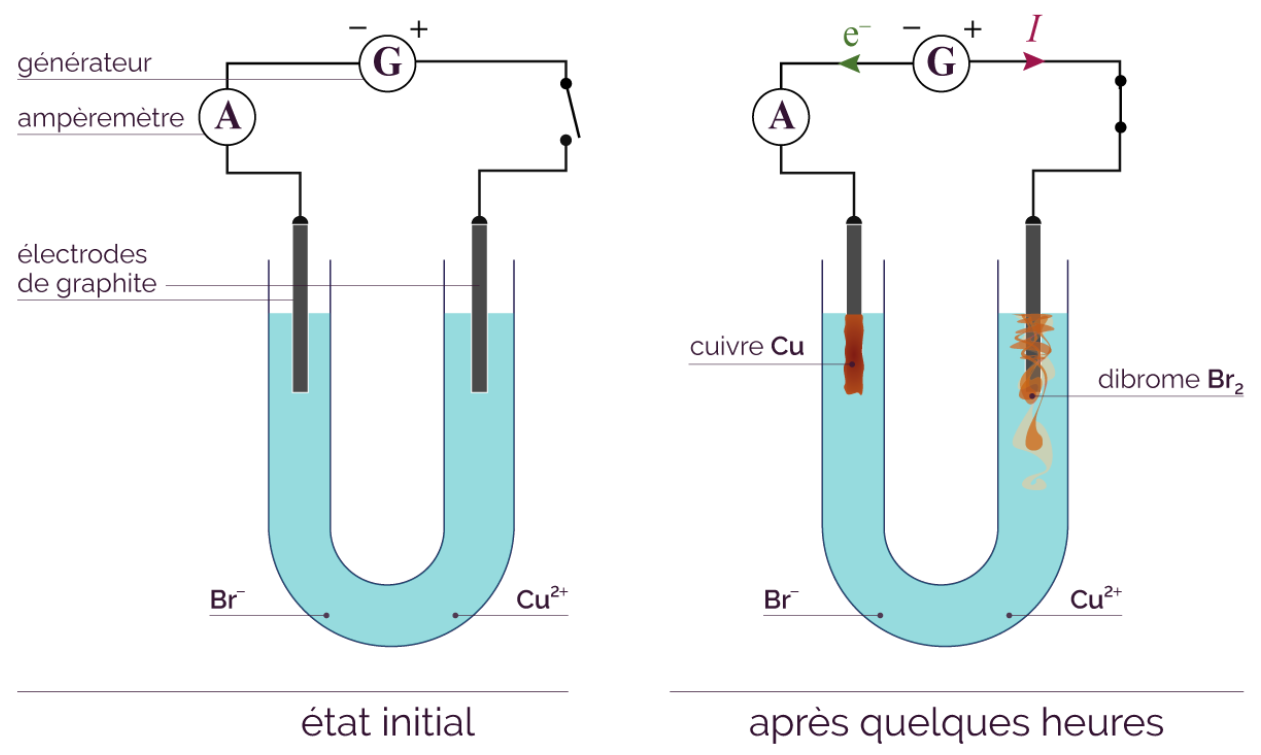 − +
générateur
G
ampèremètre
A
électrodes
de graphite
Br⁻
Cu²⁺
état initial
e⁻
− +
I
G
A
cuivre Cu
dibrome Br₂
Br⁻
Cu²⁺
après quelques heures